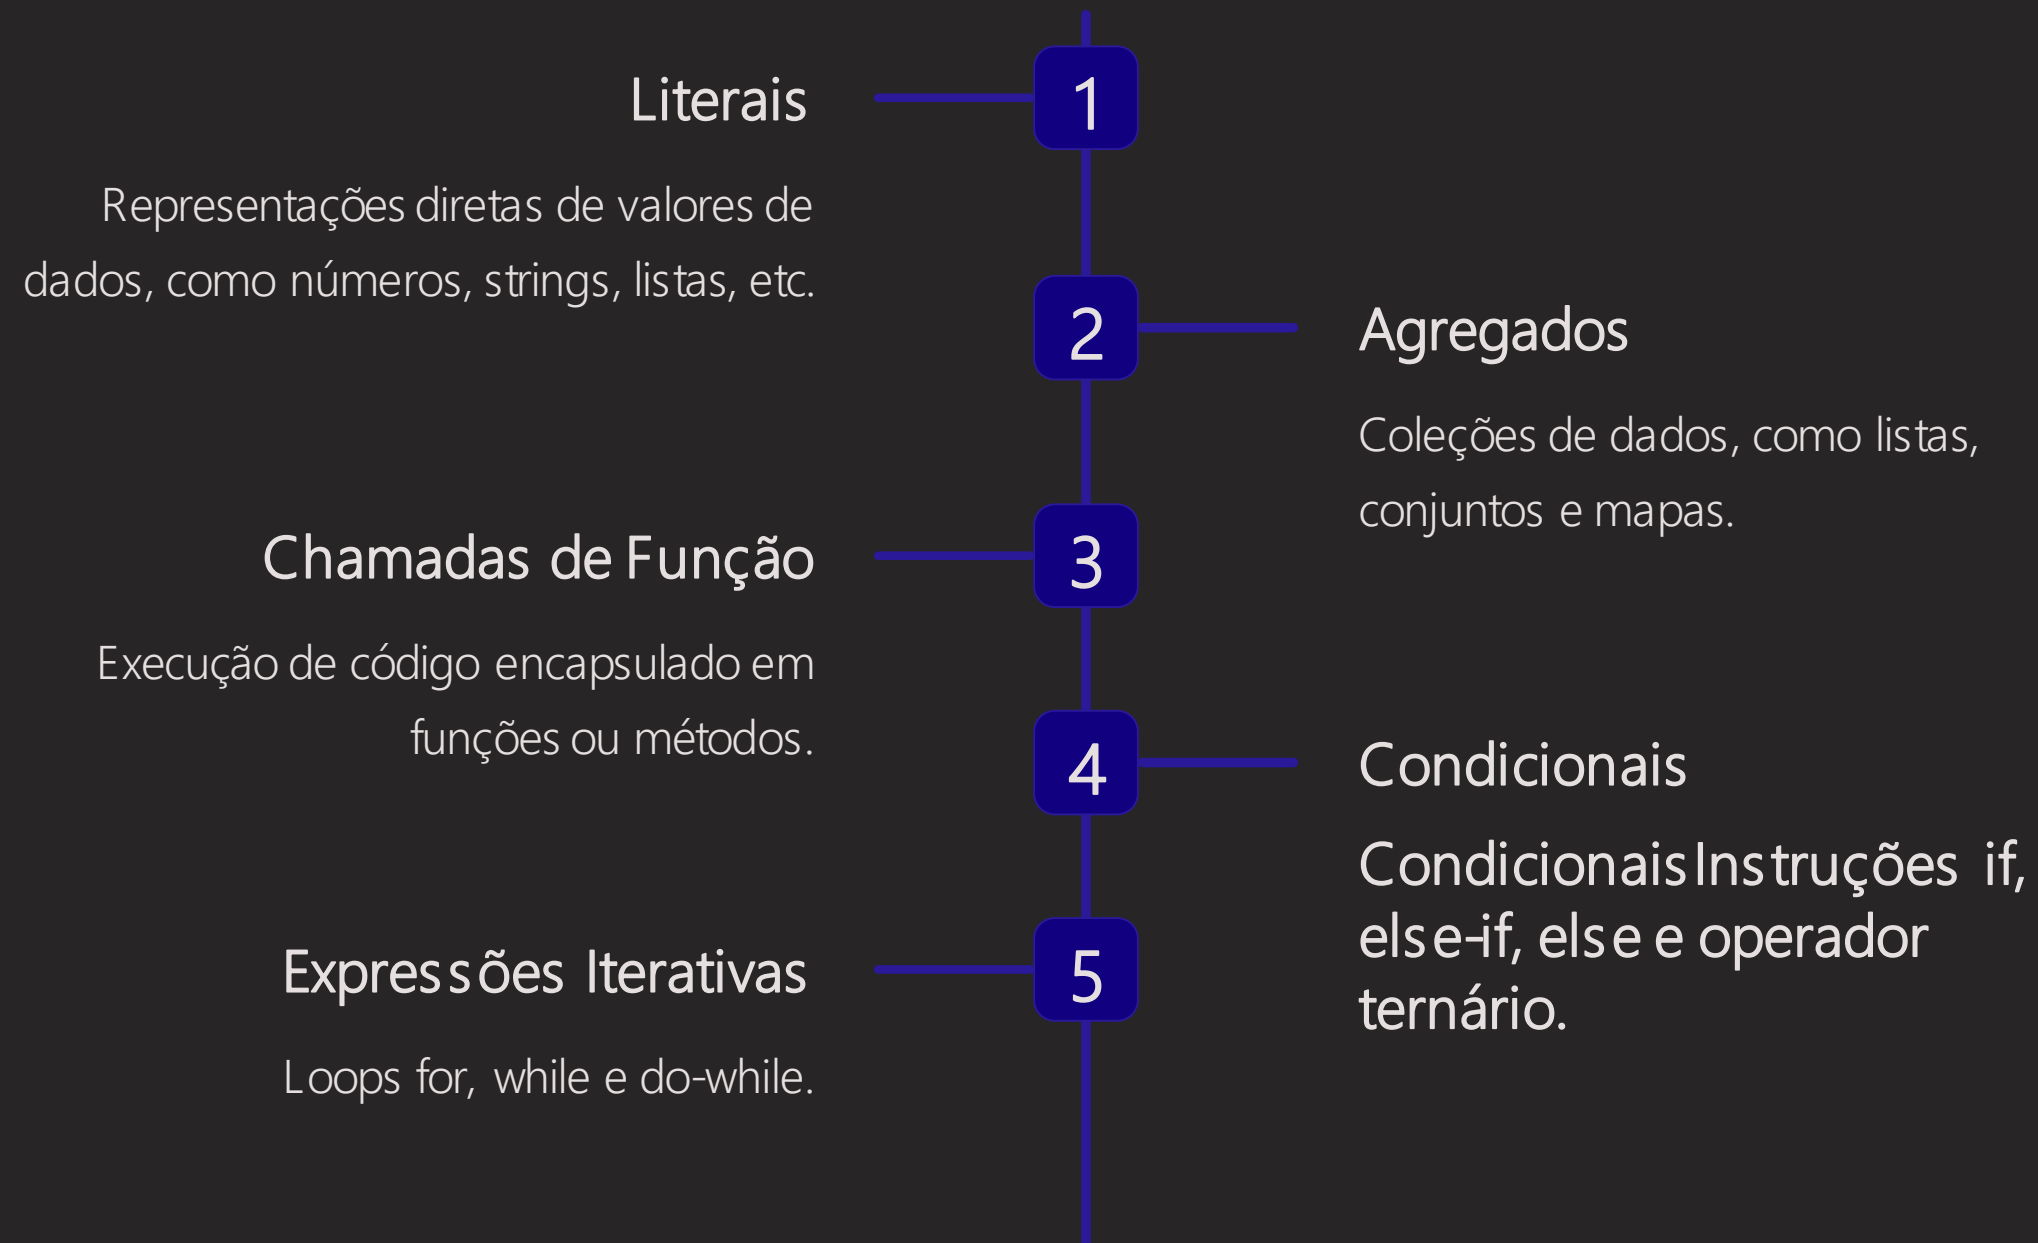 Literais
1
Representações diretas de valores de
dados, como números, strings, listas, etc.
2
Agregados
Coleções de dados, como listas,
conjuntos e mapas.
Chamadas de Função
3
Execução de código encapsulado em
funções ou métodos.
4
Condicionais
Condicionais Instruções if,
else-if, else e operador
ternário.
Expressões Iterativas
5
Loops for, while e do-while.